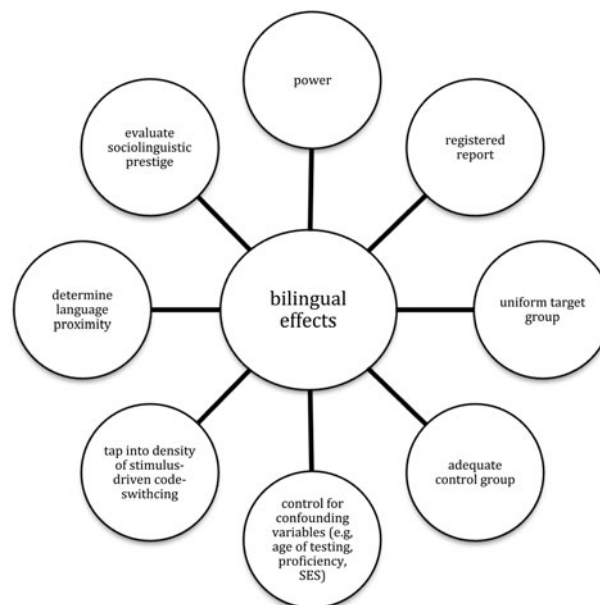 power
registered
report
uniform target
group
adequate
control group
control for
confounding
variables (e.g,
age of testing,
proficiency,
SES)
tap into density
of stimulus-
driven code-
swithcing
determine
language
proximity
evaluate
sociolinguistic
prestige
bilingual
effects